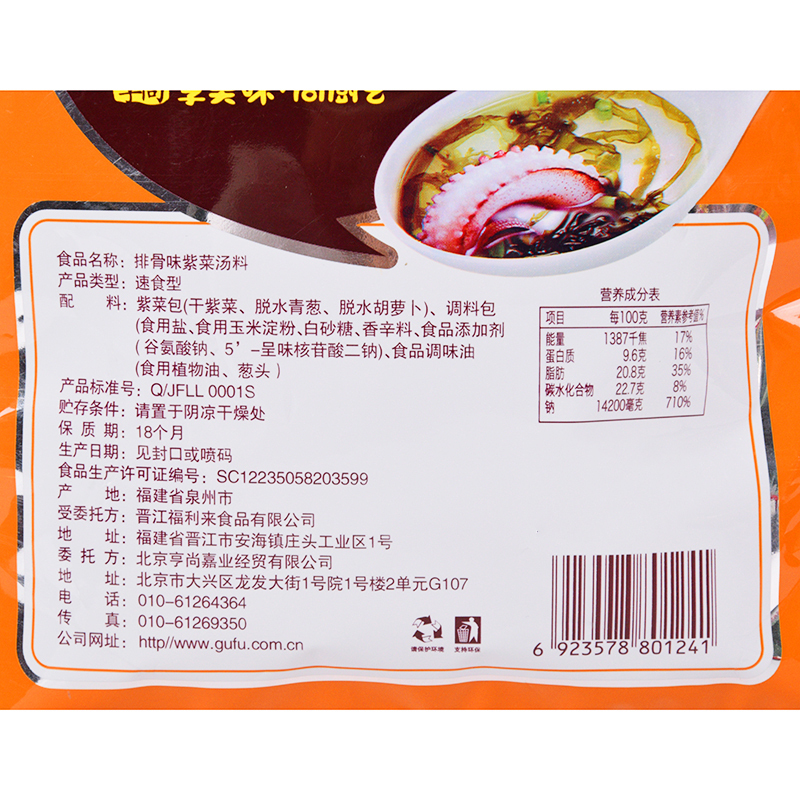 享美味·尚厨艺
食品名称：排骨味紫菜汤料
产品类型：速食型
配 料：紫菜包(干紫菜、脱水青葱、脱水胡萝卜)、调料包
(食用盐、食用玉米淀粉、白砂糖、香辛料、食品添加剂
(谷氨酸钠、5’-呈味核苷酸二钠)、食品调味油
(食用植物油、葱头)
产品标准号：Q/JFLL 0001S
贮存条件：请置于阴凉干燥处
保 质 期：18个月
生产日期：见封口或喷码
食品生产许可证编号：SC12235058203599
产 地：福建省泉州市
受委托方：晋江福利来食品有限公司
地 址：福建省晋江市安海镇庄头工业区1号
委 托 方：北京亨尚嘉业经贸有限公司
地 址：北京市大兴区龙发大街1号院1号楼2单元G107
电 话：010-61264364
传 真：010-61269350
公司网址：http//www.gufu.com.cn
营养成分表
项目 每100克 营养素参考值%
能量 1387千焦 17%
蛋白质 9.6克 16%
脂肪 20.8克 35%
碳水化合物 22.7克 8%
钠 14200毫克 710%
请保护环境 支持环保
6 923578 801241